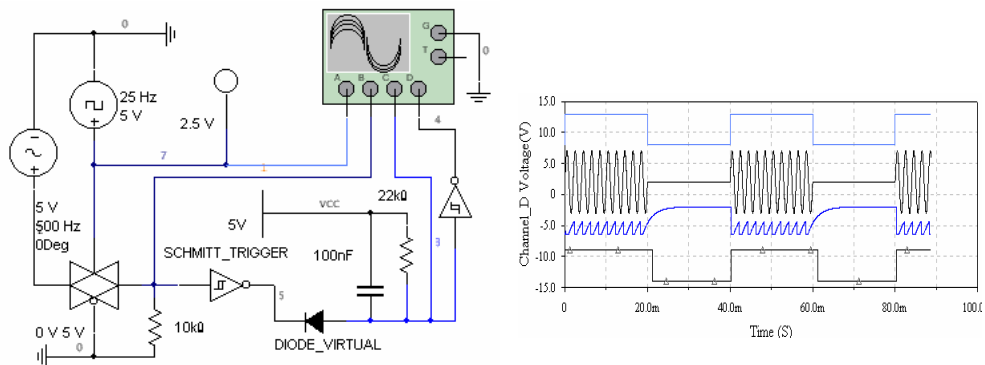 0
G
T
0
A B C D
25 Hz
5 V
2.5 V
4
7
1
5 V
500 Hz
0Deg
22kΩ
vcc
5V
SCHMITT_TRIGGER
100nF
3
5
0 V 5 V
10kΩ
DIODE_VIRTUAL
0
Channel_D Voltage(V)
15.0
10.0
5.0
0
-5.0
-10.0
-15.0
0 20.0m 40.0m 60.0m 80.0m 100.0
Time (S)